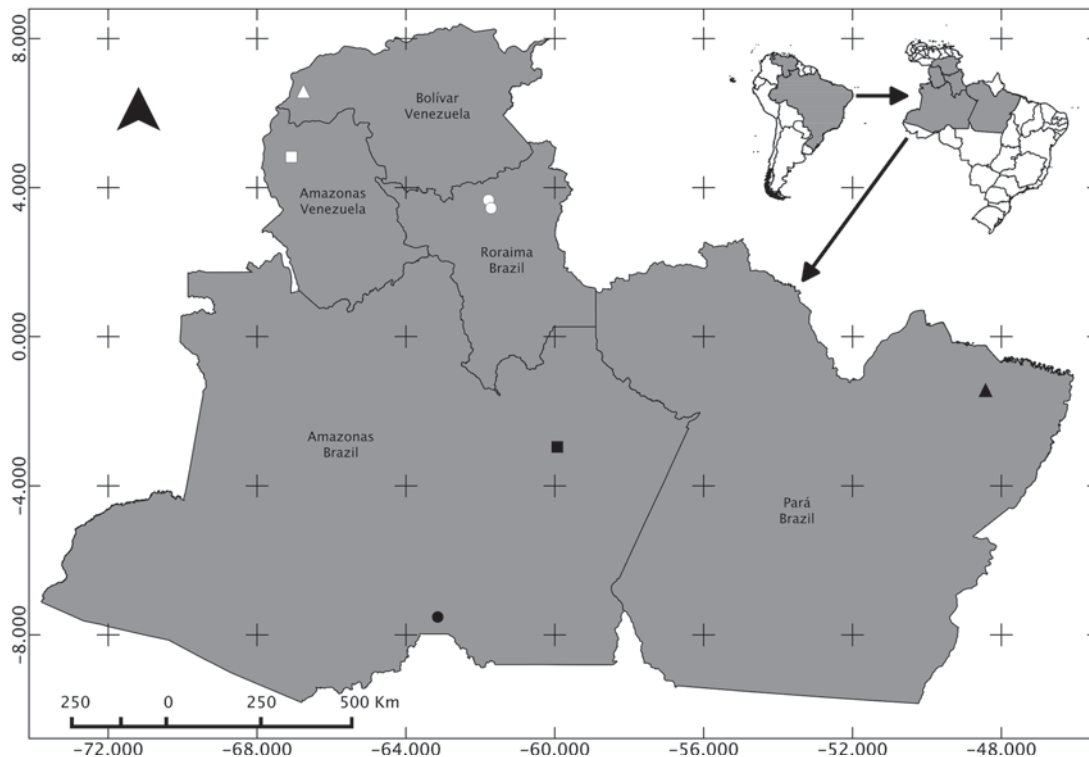 8.000
4.000
0.000
-4.000
-8.000
Bolívar
Venezuela
Amazonas
Venezuela
Roraima
Brazil
Amazonas
Brazil
Pará
Brazil
250 0 250 500 Km
-72.000 -68.000 -64.000 -60.000 -56.000 -52.000 -48.000